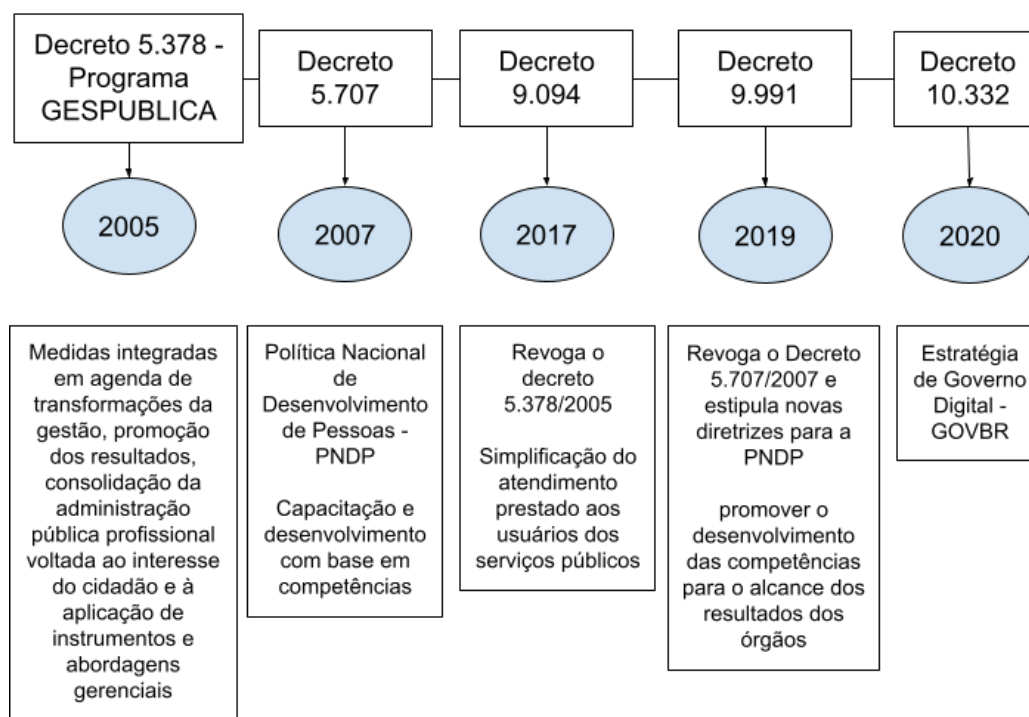 Decreto 5.378 -
Programa
GESPUBLICA
Decreto
5.707
Decreto
9.094
Decreto
9.991
Decreto
10.332
2005
2007
2017
2019
2020
Medidas integradas
em agenda de
transformações da
gestão, promoção
dos resultados,
consolidação da
administração
pública profissional
voltada ao interesse
do cidadão e à
aplicação de
instrumentos e
abordagens
gerenciais
Política Nacional
de
Desenvolvimento
de Pessoas -
PNDP
Capacitação e
desenvolvimento
com base em
competências
Revoga o
decreto
5.378/2005
Simplificação do
atendimento
prestado aos
usuários dos
serviços públicos
Revoga o Decreto
5.707/2007 e
estipula novas
diretrizes para a
PNDP
promover o
desenvolvimento
das competências
para o alcance dos
resultados dos
órgãos
Estratégia
de Governo
Digital -
GOVBR